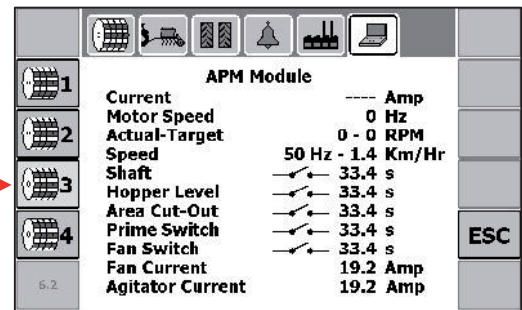 APM Module
Current ---- Amp
1
Motor Speed 0 Hz
2
Actual-Target 0 - 0 RPM
Speed 50 Hz - 1.4 Km/Hr
Shaft 33.4 s
3
Hopper Level 33.4 s
Area Cut-Out 33.4 s
4
Prime Switch 33.4 s
ESC
Fan Switch 33.4 s
Fan Current 19.2 Amp
6.2
Agitator Current 19.2 Amp